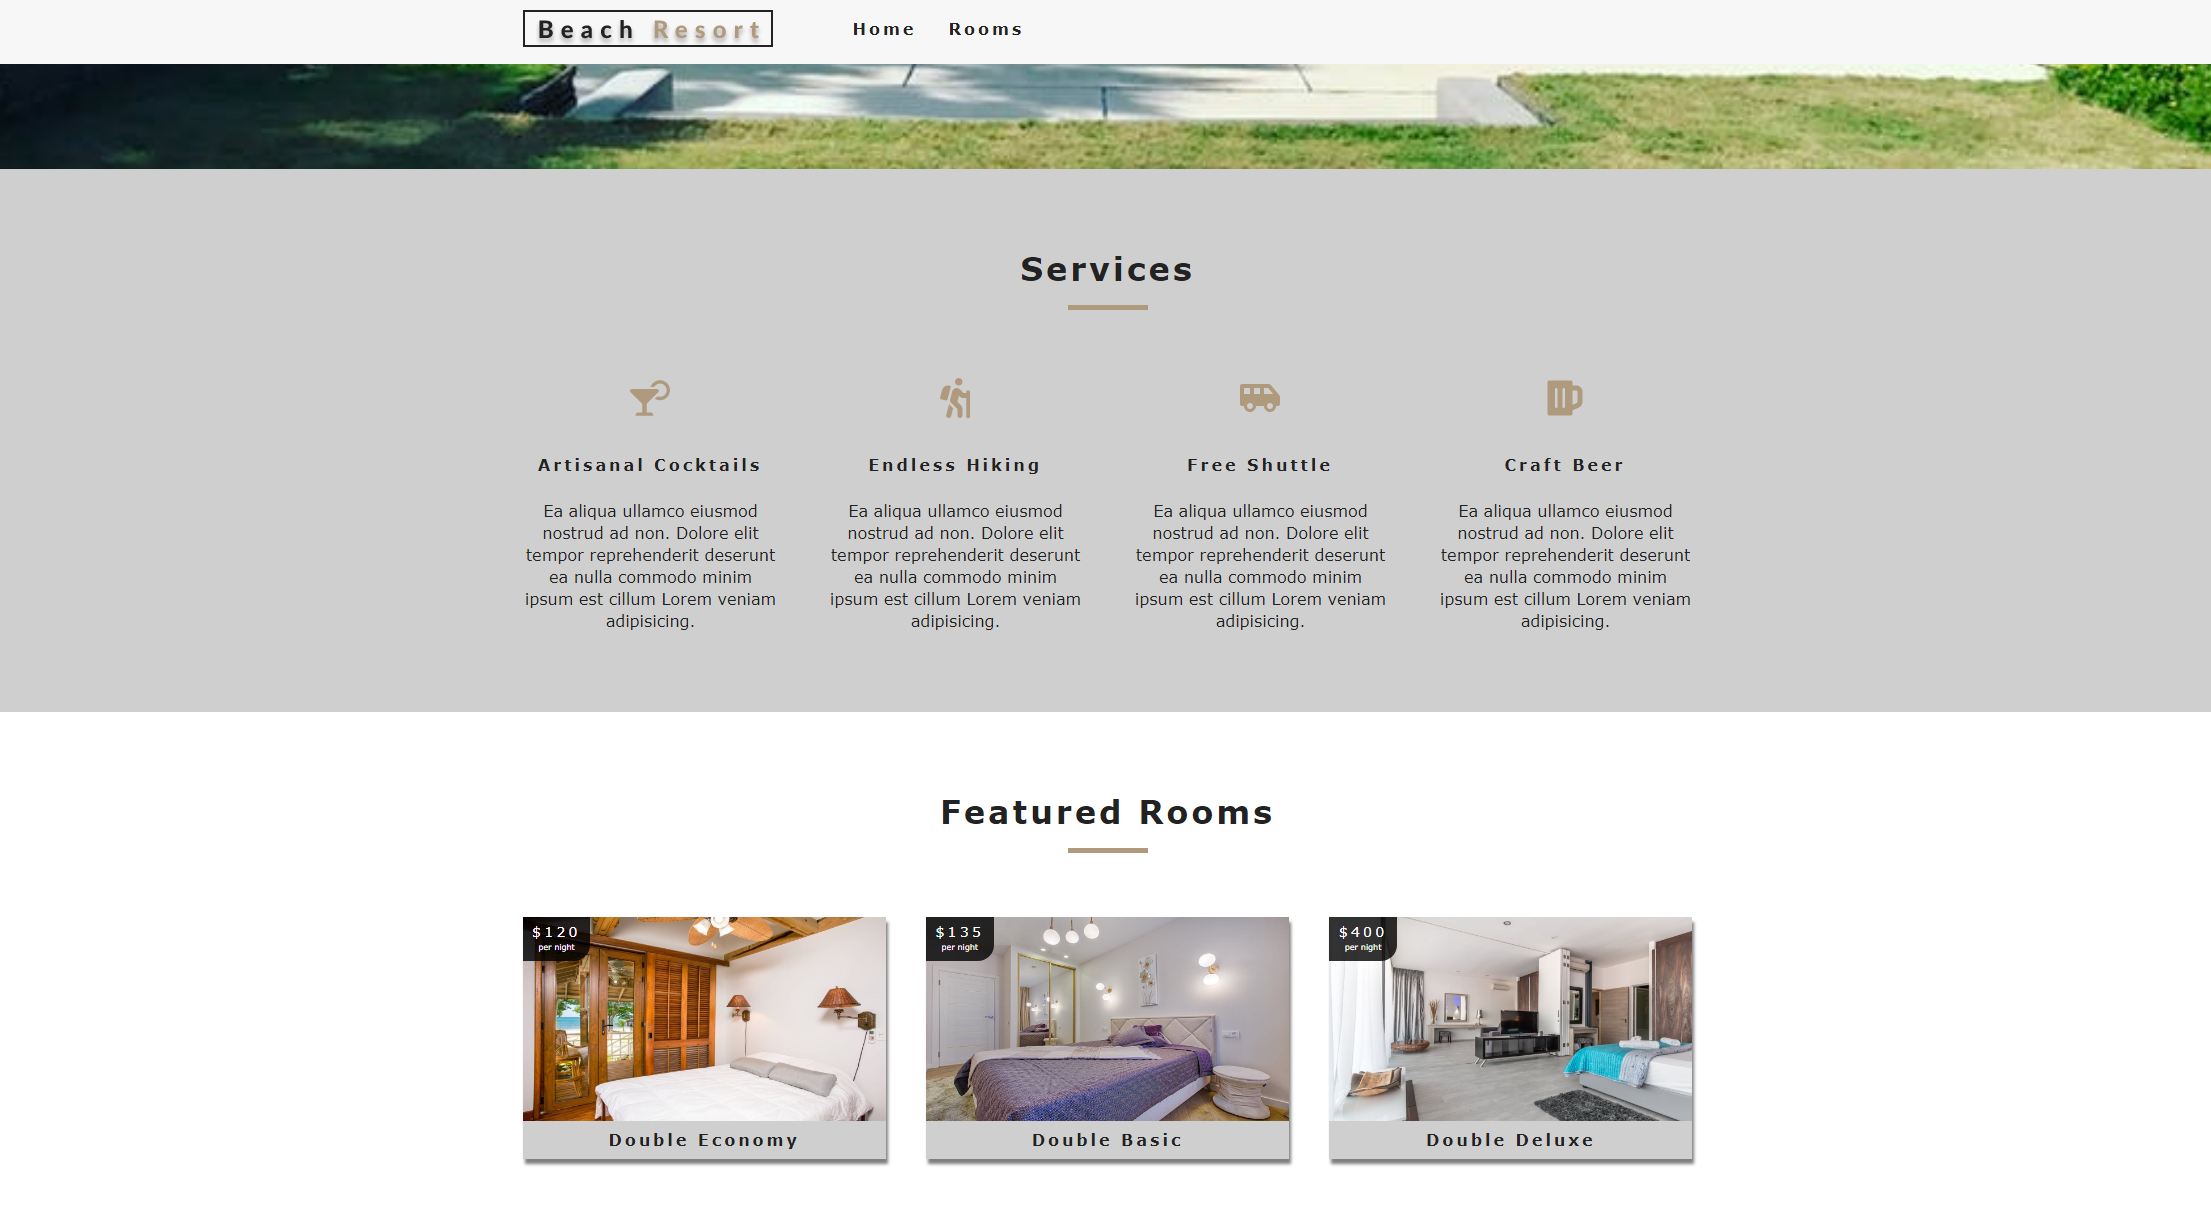 Beach Resort
Home Rooms
Services
Artisanal Cocktails
Ea aliqua ullamco eiusmod
nostrud ad non. Dolore elit
tempor reprehenderit deserunt
ea nulla commodo minim
ipsum est cillum Lorem veniam
adipisicing.
Endless Hiking
Ea aliqua ullamco eiusmod
nostrud ad non. Dolore elit
tempor reprehenderit deserunt
ea nulla commodo minim
ipsum est cillum Lorem veniam
adipisicing.
Free Shuttle
Ea aliqua ullamco eiusmod
nostrud ad non. Dolore elit
tempor reprehenderit deserunt
ea nulla commodo minim
ipsum est cillum Lorem veniam
adipisicing.
Craft Beer
Ea aliqua ullamco eiusmod
nostrud ad non. Dolore elit
tempor reprehenderit deserunt
ea nulla commodo minim
ipsum est cillum Lorem veniam
adipisicing.
Featured Rooms
$120
per night
Double Economy
$135
per night
Double Basic
$400
per night
Double Deluxe